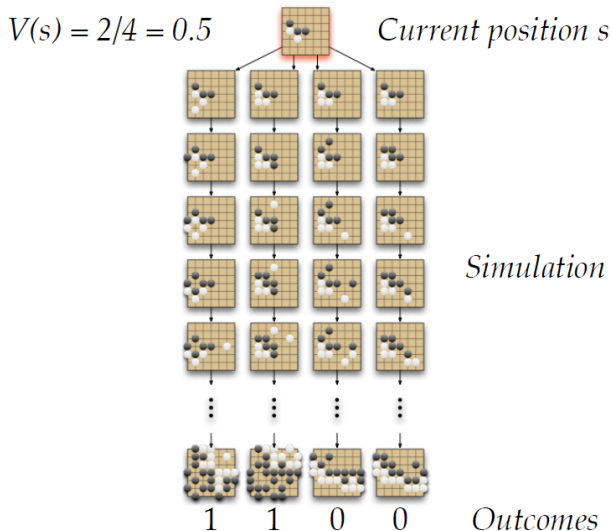 V(s) = 2/4 = 0.5
Current position s
Simulation
1 1 0 0
Outcomes